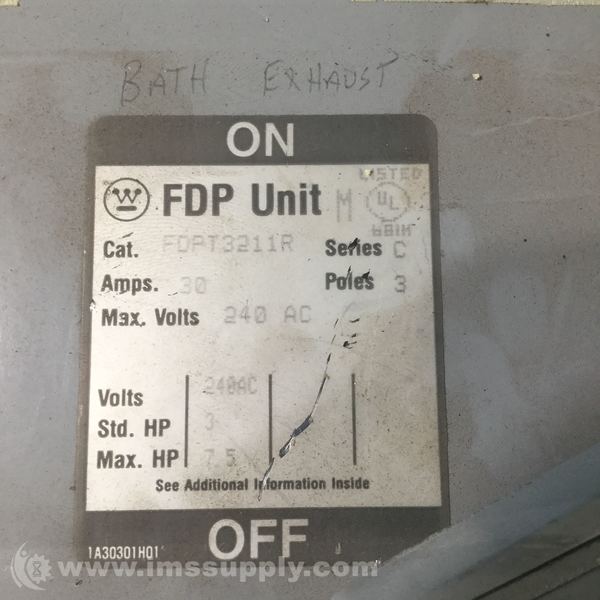 BATH EXHAUST
ON
FDP Unit M LISTED UL 681H
Cat. FDPT3211R Series C
Amps. 30 Poles 3
Max. Volts 240 AC
Volts 240AC
Std. HP 3
Max. HP 7.5
See Additional Information Inside
1A30301H01 OFF
© www.imssupply.com